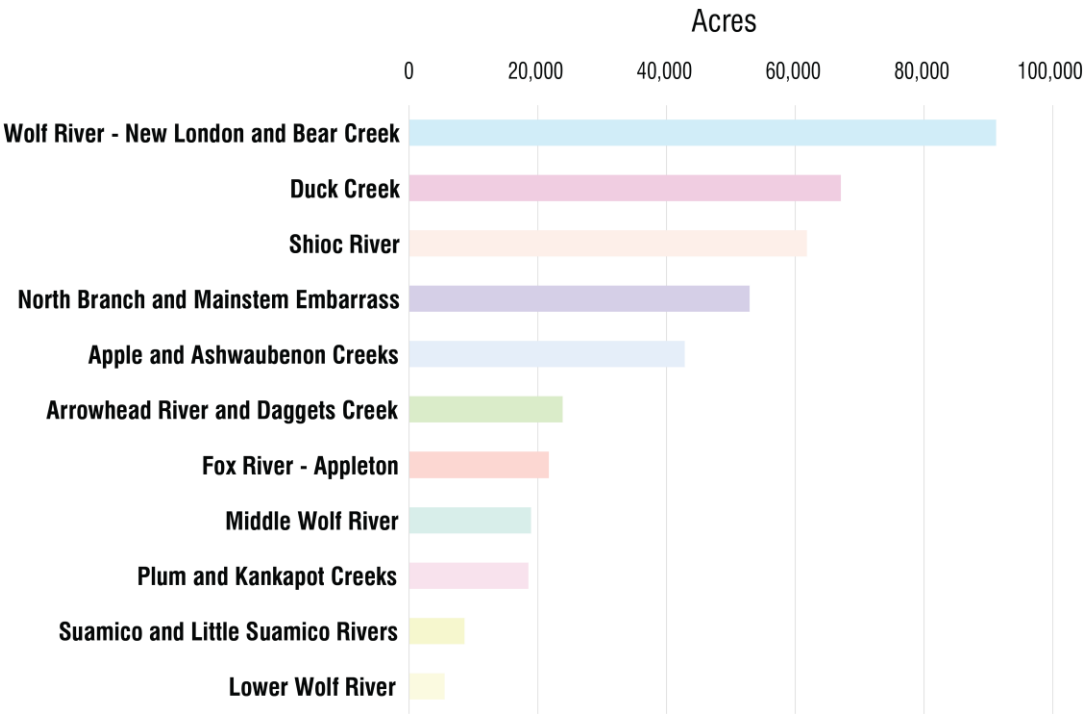 Acres
0 20,000 40,000 60,000 80,000 100,000
Wolf River - New London and Bear Creek
Duck Creek
Shioc River
North Branch and Mainstem Embarrass
Apple and Ashwaubenon Creeks
Arrowhead River and Daggets Creek
Fox River - Appleton
Middle Wolf River
Plum and Kankapot Creeks
Suamico and Little Suamico Rivers
Lower Wolf River